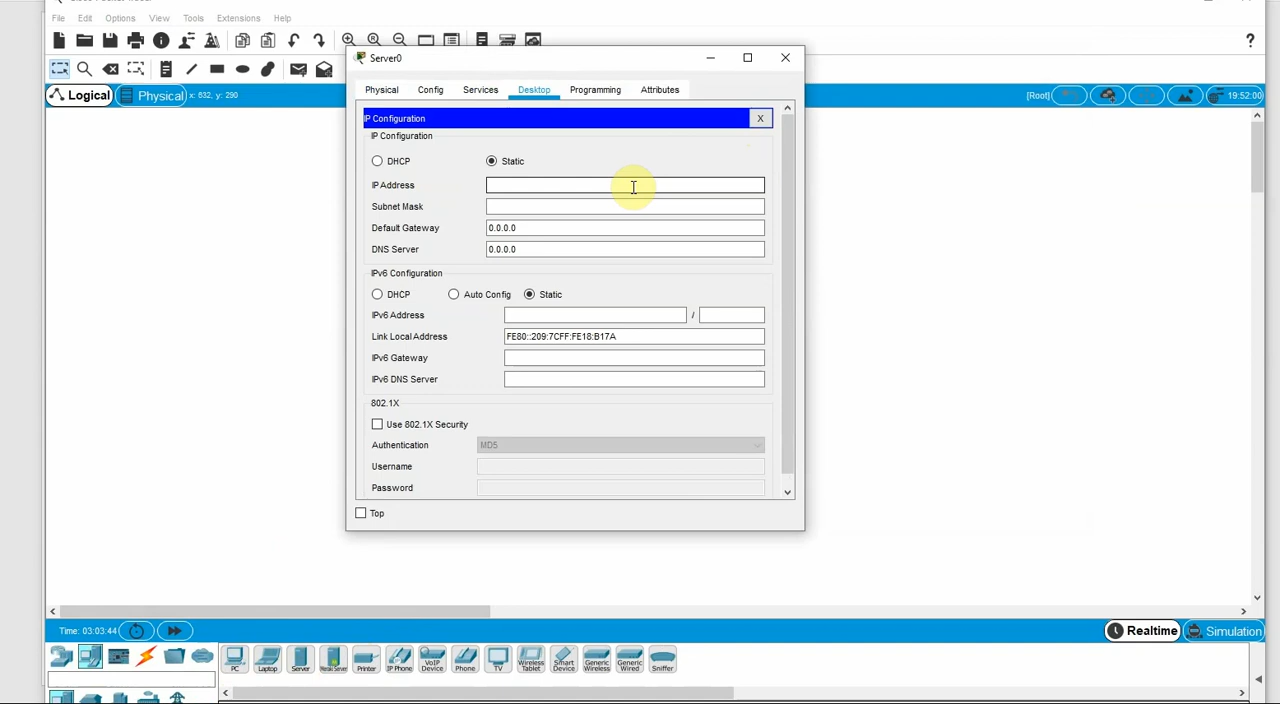 File Edit Options View Tools Extensions Help
?
Server0
Physical Config Services Desktop Programming Attributes
Logical Physical x: 632, y: 290 [Root] 19:52:00
IP Configuration X
IP Configuration
DHCP Static
IP Address
Subnet Mask
Default Gateway 0.0.0.0
DNS Server 0.0.0.0
IPv6 Configuration
DHCP Auto Config Static
IPv6 Address /
Link Local Address FE80::209:7CFF:FE18:B17A
IPv6 Gateway
IPv6 DNS Server
802.1X
Use 802.1X Security
Authentication MD5
Username
Password
Top
Time: 03:03:44 Realtime Simulation
PC Laptop Server Printer IP Phone VoIP Device Phone TV Wireless Tablet Smart Device Generic Wireless Generic Wired Sniffer